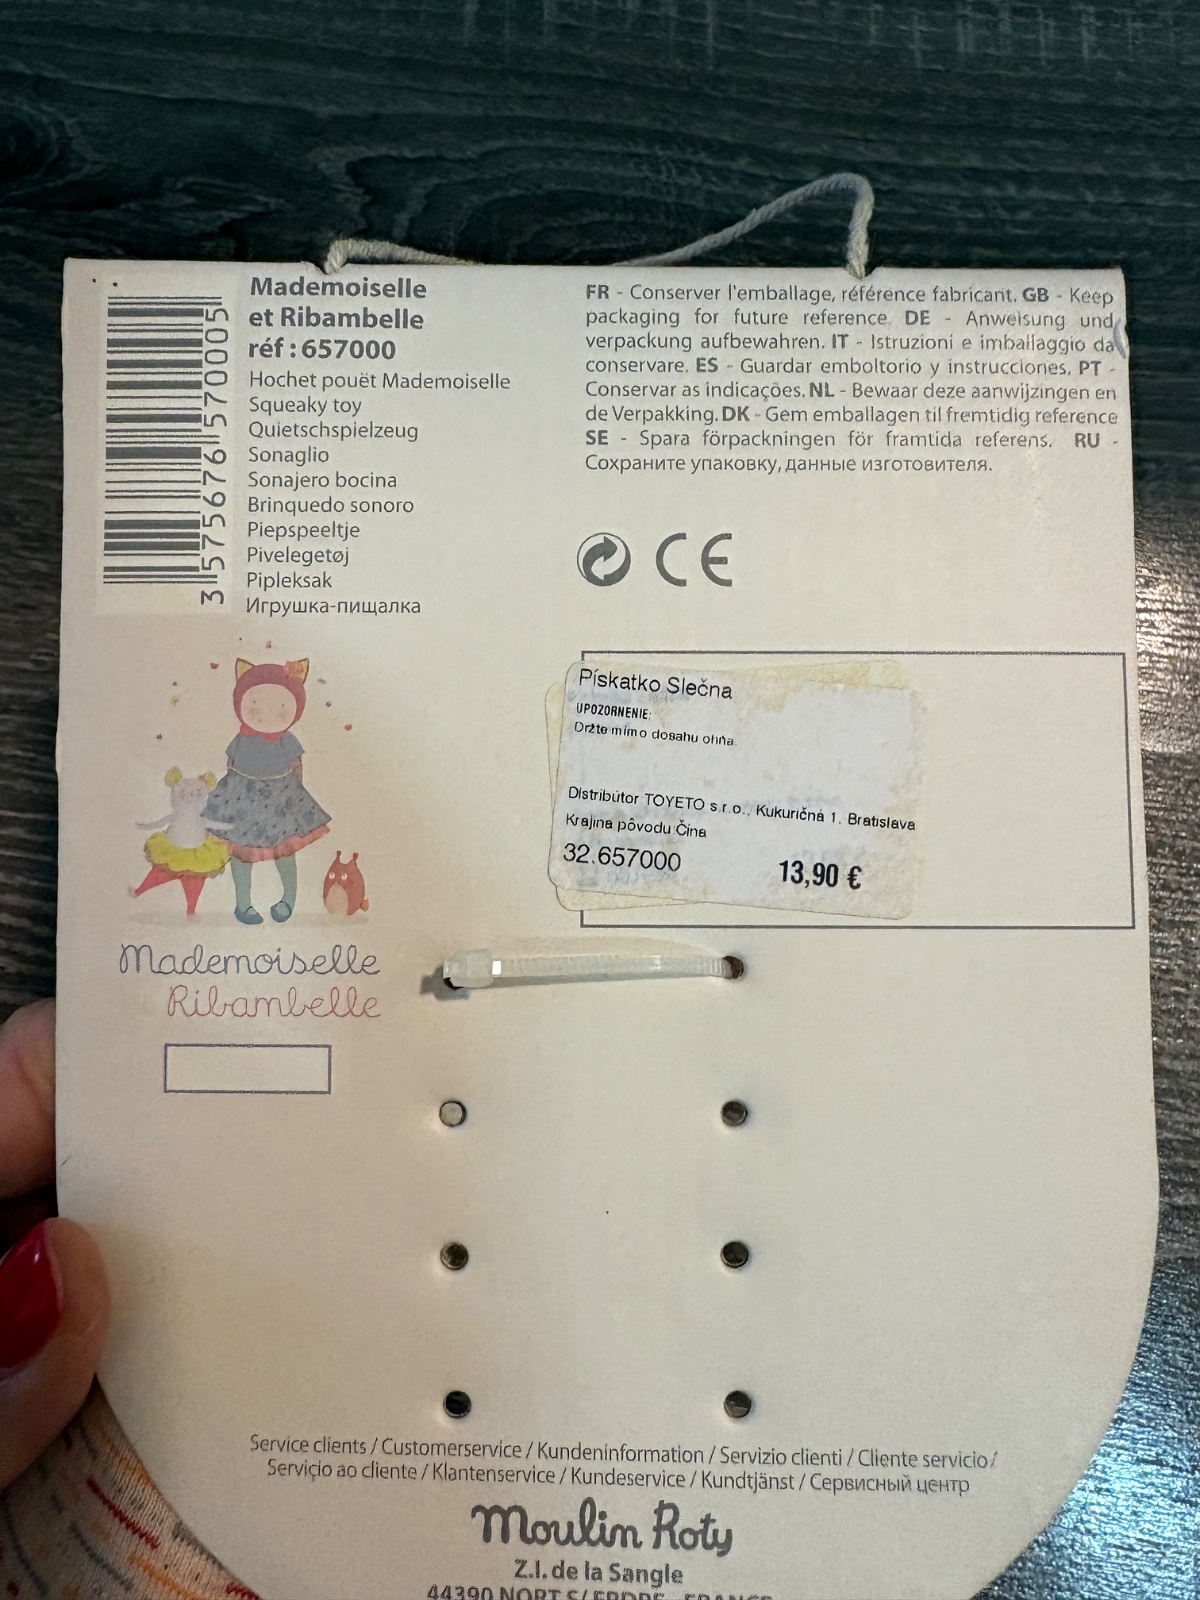 Mademoiselle
et Ribambelle
réf : 657000
Hochet pouët Mademoiselle
Squeaky toy
Quietschspielzeug
Sonaglio
Sonajero bocina
Brinquedo sonoro
Piepspeeltje
Pivelegetøj
Pipleksak
Игрушка-пищалка
3 575676 570005
FR - Conserver l'emballage, référence fabricant. GB - Keep
packaging for future reference. DE - Anweisung und
verpackung aufbewahren. IT - Istruzioni e imballaggio da
conservare. ES - Guardar emboltorio y instrucciones. PT -
Conservar as indicações. NL - Bewaar deze aanwijzingen en
de Verpakking. DK - Gem emballagen til fremtidig reference
SE - Spara förpackningen för framtida referens. RU -
Сохраните упаковку, данные изготовителя.
CE
Pískatko Slečna
UPOZORNENIE:
Držte mimo dosahu ohňa.
Distribútor TOYETO s.r.o., Kukuričná 1, Bratislava
Krajina pôvodu Čína
32.657000 13,90 €
Mademoiselle
Ribambelle
Service clients / Customerservice / Kundeninformation / Servizio clienti / Cliente servicio /
Serviçio ao cliente / Klantenservice / Kundeservice / Kundtjänst / Сервисный центр
Moulin Roty
Z.I. de la Sangle
44390 NORT S/ ERDRE - FRANCE